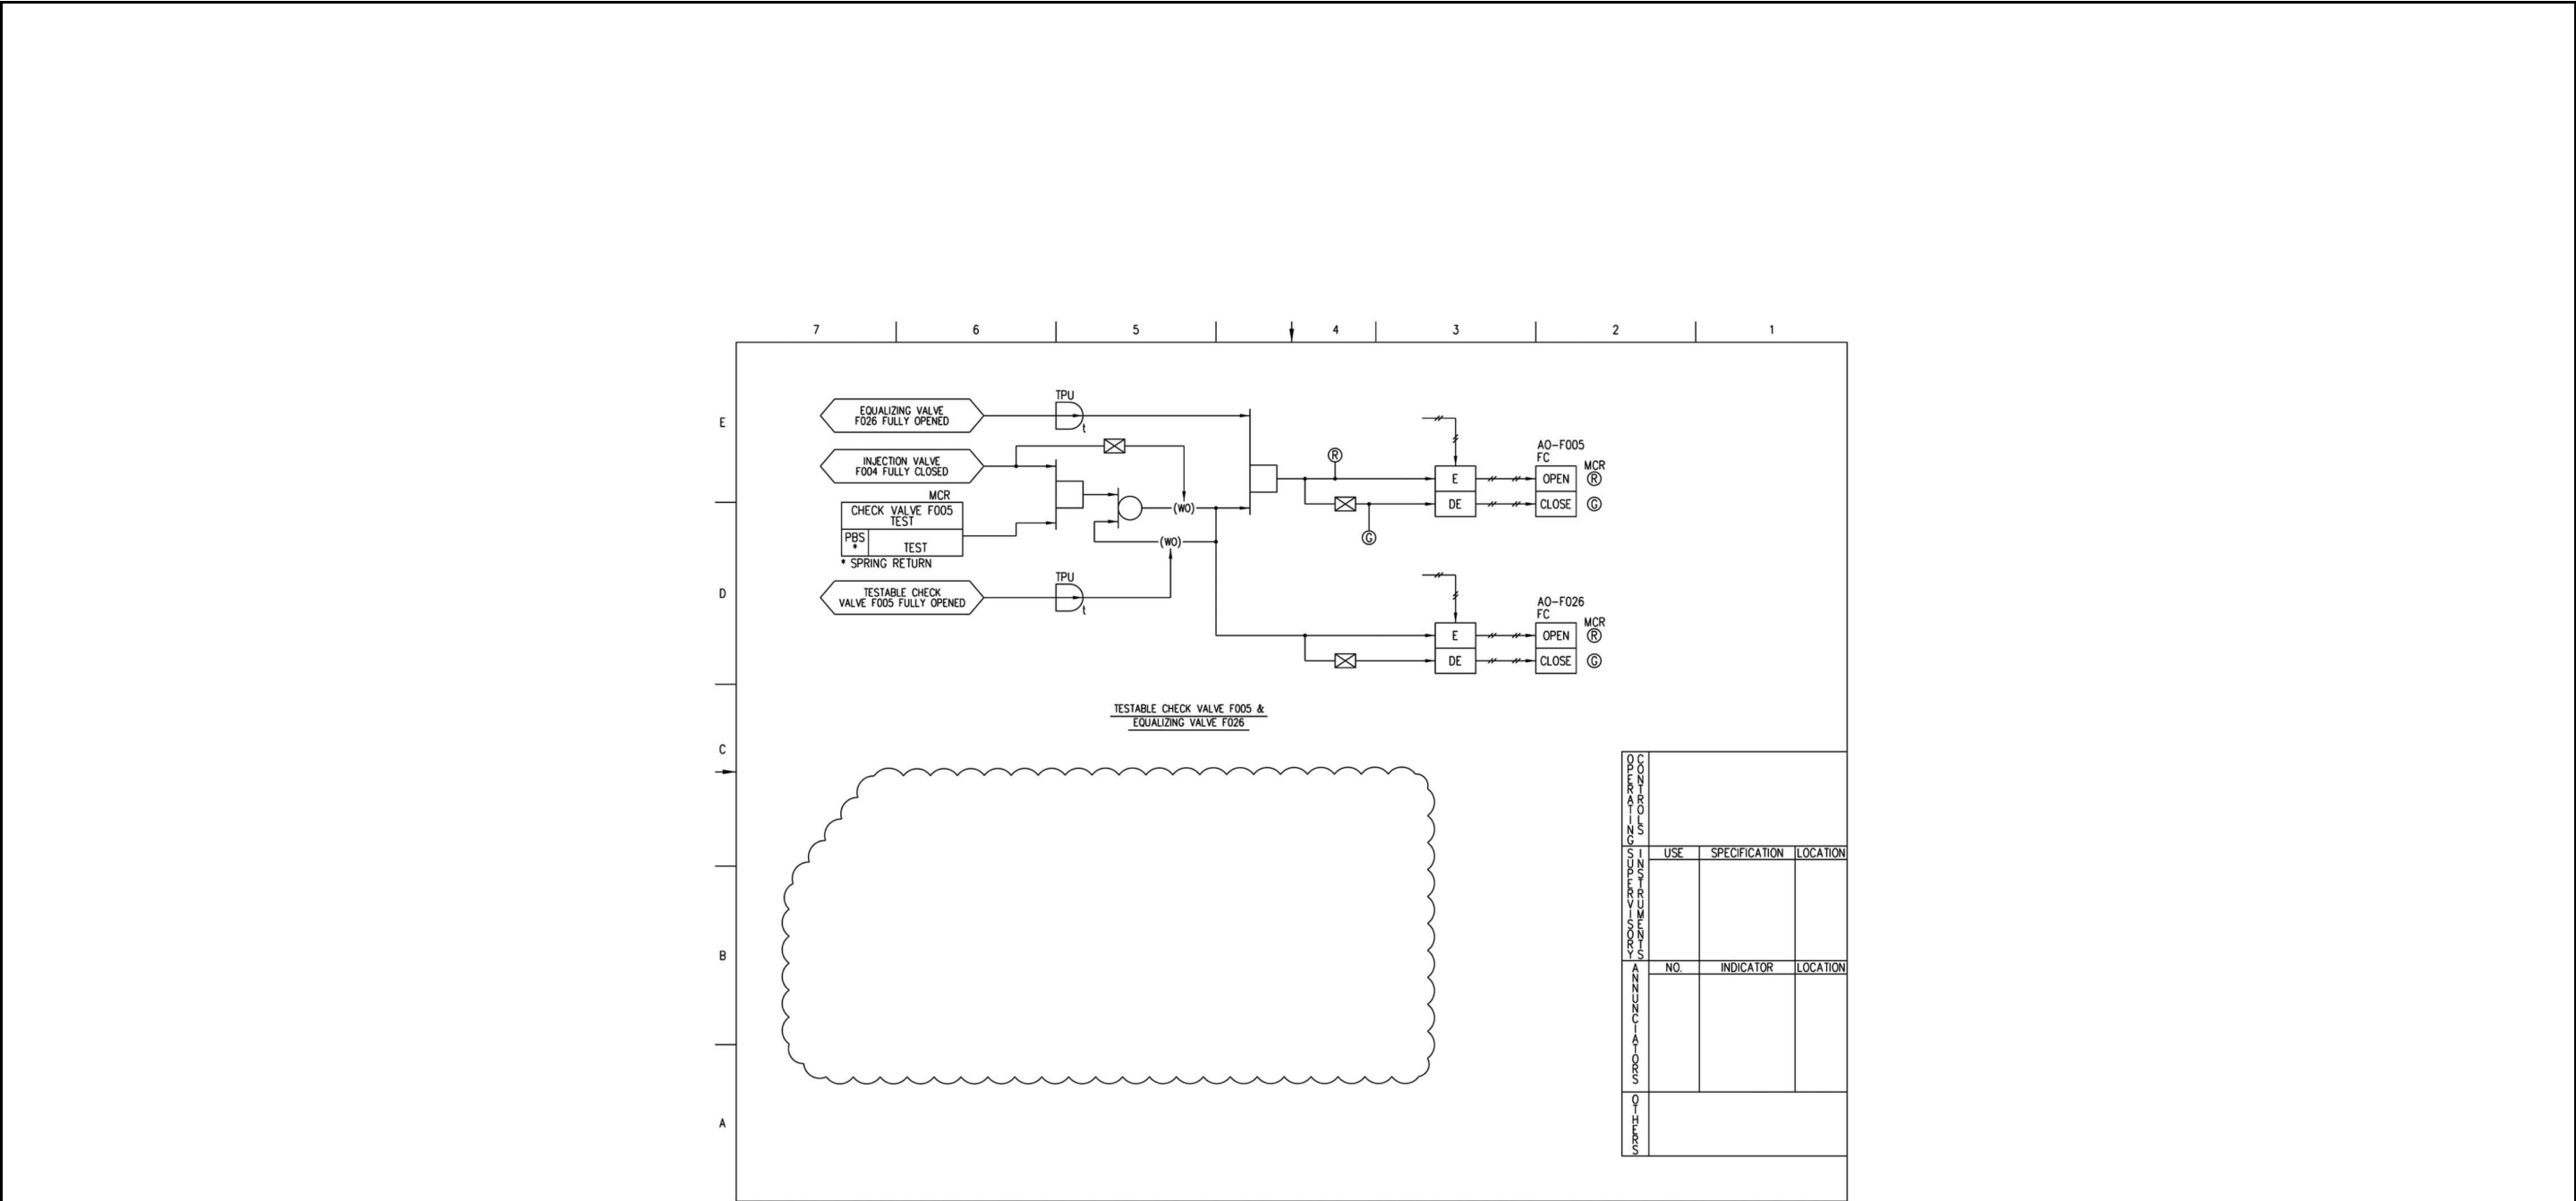 7 6 5 4 3 2 1
E
D
C
B
A
TPU
t
EQUALIZING VALVE
F026 FULLY OPENED
INJECTION VALVE
F004 FULLY CLOSED
MCR
CHECK VALVE F005
TEST
PBS
*
TEST
* SPRING RETURN
TESTABLE CHECK
VALVE F005 FULLY OPENED
TPU
t
(WO)
(WO)
R
G
E
DE
AO-F005
FC
OPEN
CLOSE
MCR
R
G
E
DE
AO-F026
FC
OPEN
CLOSE
MCR
R
G
TESTABLE CHECK VALVE F005 &
EQUALIZING VALVE F026
OPERATING
CONTROLS
SUPERVISORY
INSTRUMENTS
USE SPECIFICATION LOCATION
ANNUNCIATORS
NO. INDICATOR LOCATION
OTHERS